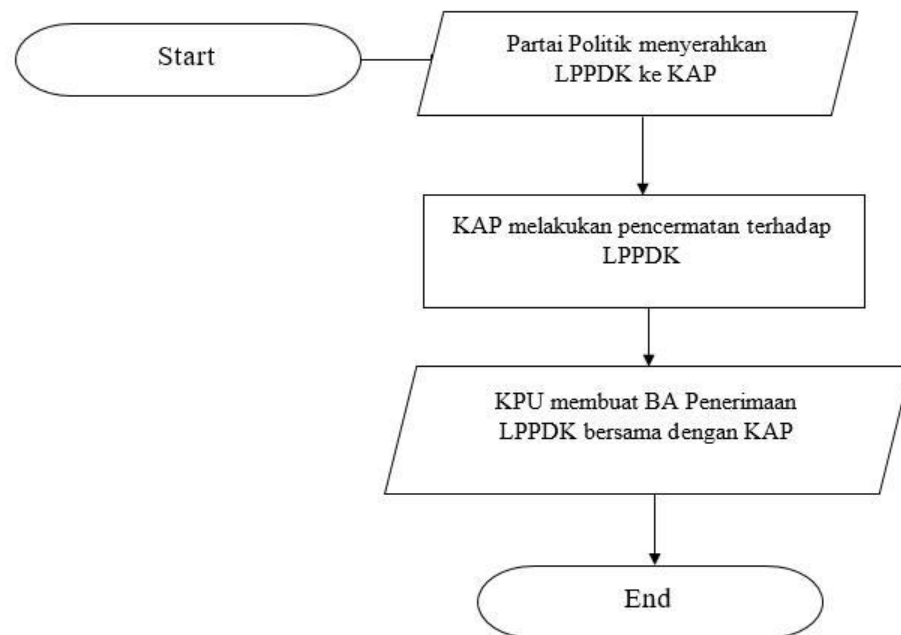 Start
Partai Politik menyerahkan
LPPDK ke KAP
KAP melakukan pencermatan terhadap
LPPDK
KPU membuat BA Penerimaan
LPPDK bersama dengan KAP
End